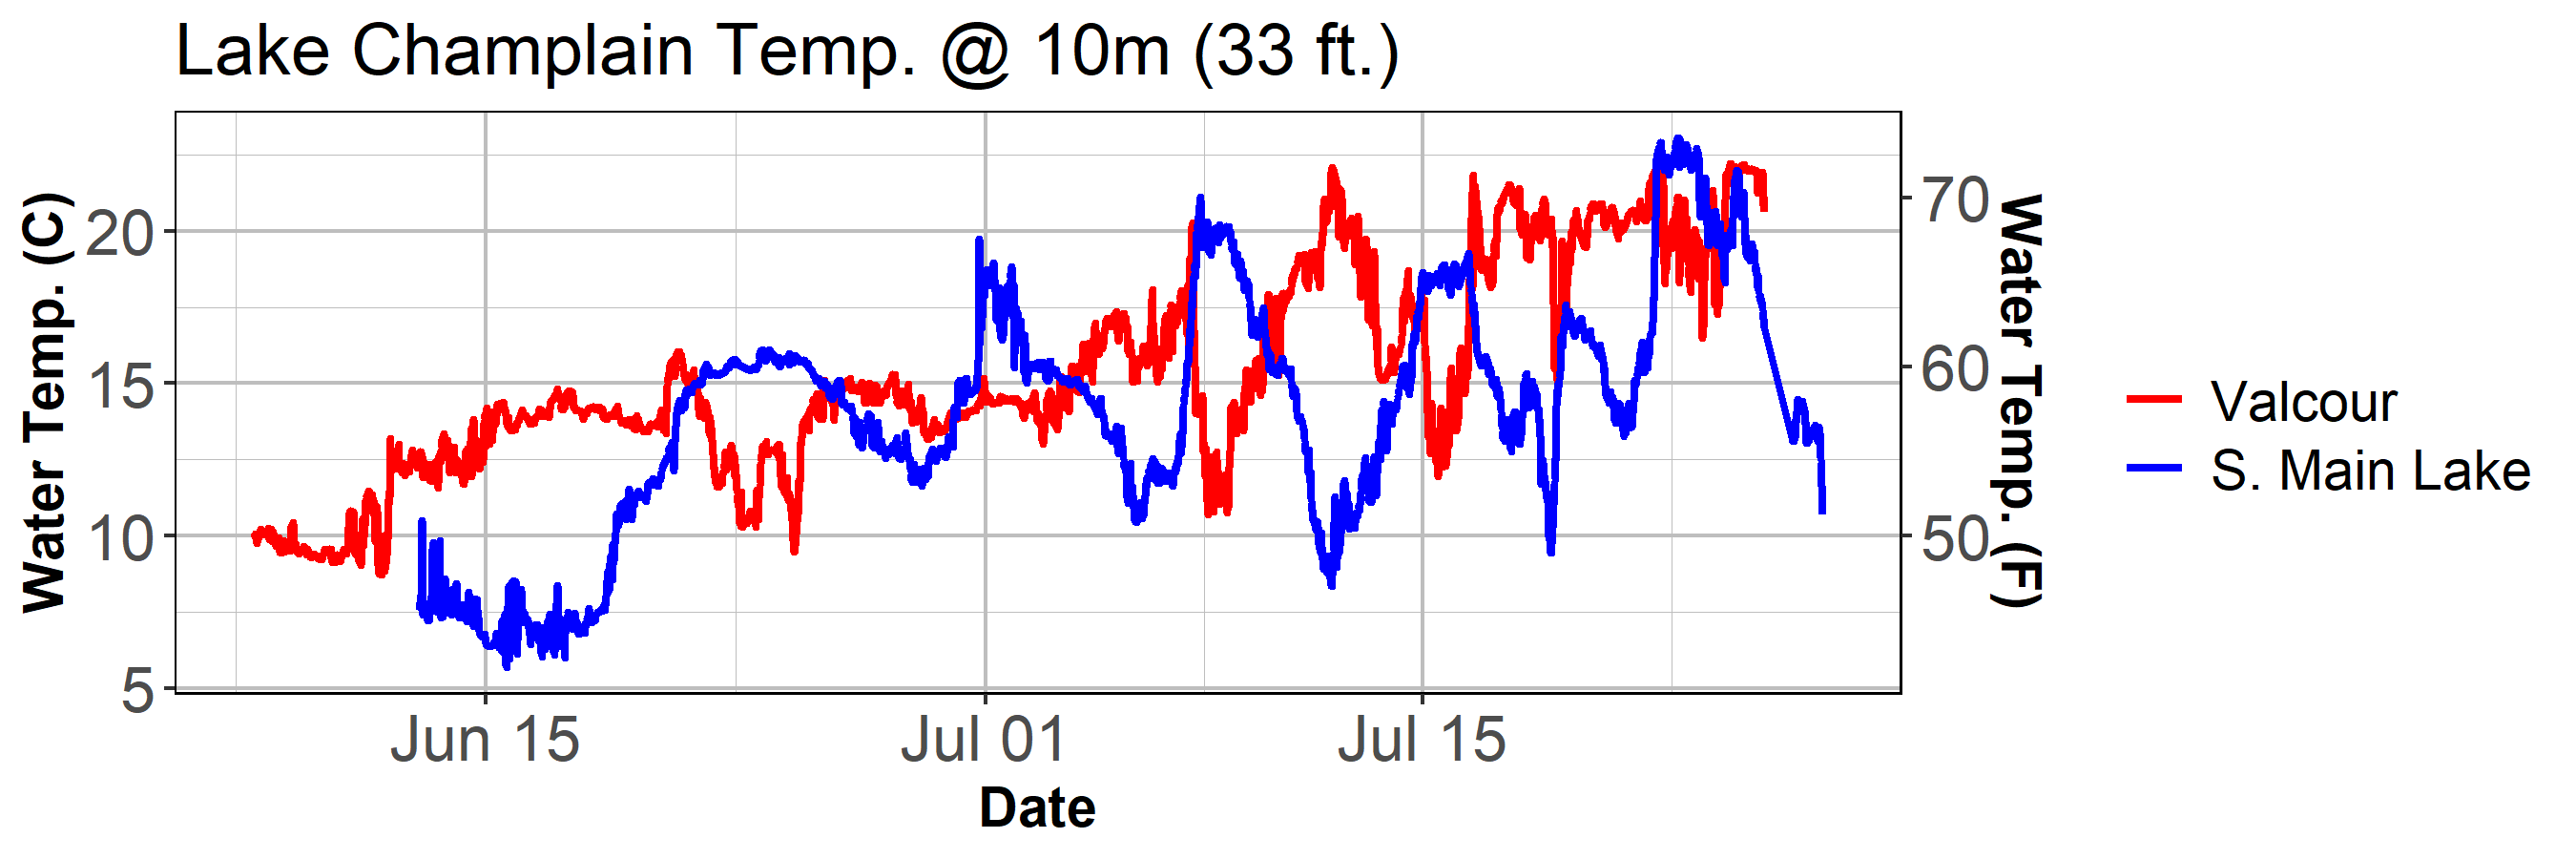 Lake Champlain Temp. @ 10m (33 ft.)
Water Temp. (C)
20
15
10
5
70
60
50
Water Temp. (F)
Jun 15
Jul 01
Jul 15
Date
Valcour
S. Main Lake